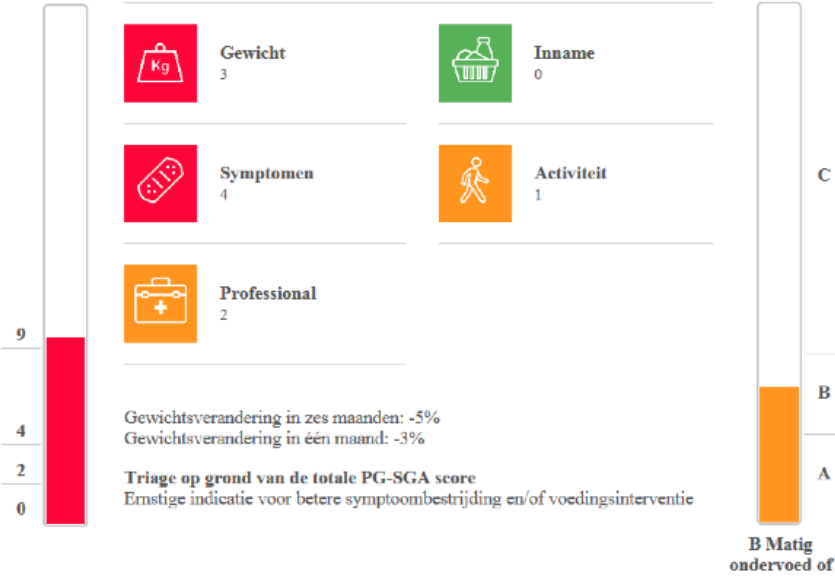 Kg
Gewicht
3
Inname
0
Symptomen
4
Activiteit
1
Professional
2
9
4
2
0
Gewichtsverandering in zes maanden: -5%
Gewichtsverandering in één maand: -3%
Triage op grond van de totale PG-SGA score
Ernstige indicatie voor betere symptoombestrijding en/of voedingsinterventie
C
B
A
B Matig
ondervoed of